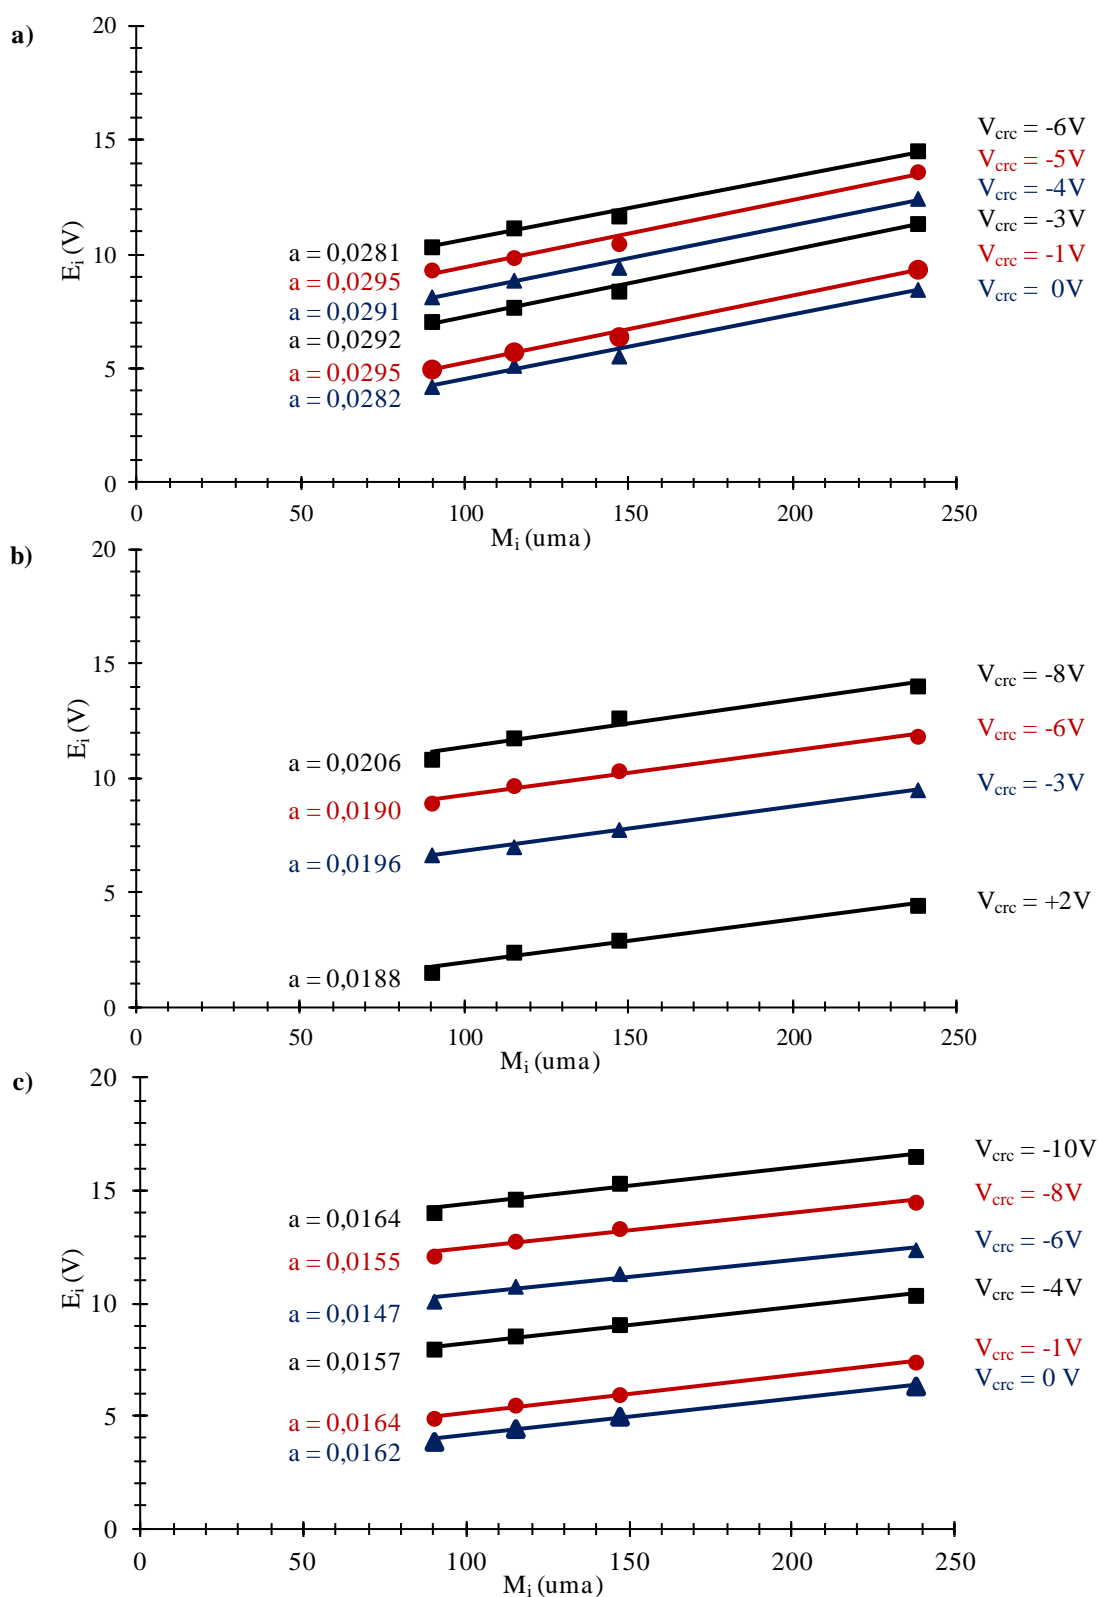 a)
20
15
10
5
0
E_i (V)
V_crc = -6V
V_crc = -5V
V_crc = -4V
V_crc = -3V
V_crc = -1V
V_crc = 0V
a = 0,0281
a = 0,0295
a = 0,0291
a = 0,0292
a = 0,0295
a = 0,0282
0 50 100 150 200 250
M_i (uma)
b)
20
15
10
5
0
E_i (V)
V_crc = -8V
V_crc = -6V
V_crc = -3V
V_crc = +2V
a = 0,0206
a = 0,0190
a = 0,0196
a = 0,0188
0 50 100 150 200 250
M_i (uma)
c)
20
15
10
5
0
E_i (V)
V_crc = -10V
V_crc = -8V
V_crc = -6V
V_crc = -4V
V_crc = -1V
V_crc = 0 V
a = 0,0164
a = 0,0155
a = 0,0147
a = 0,0157
a = 0,0164
a = 0,0162
0 50 100 150 200 250
M_i (uma)